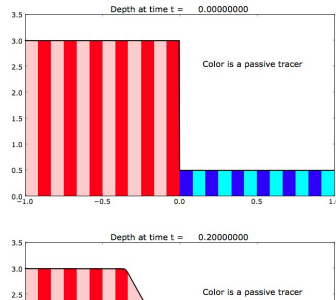 Depth at time t = 0.00000000
3.5
3.0
Color is a passive tracer
2.5
2.0
1.5
1.0
0.5
0.0
−1.0 −0.5 0.0 0.5 1.0
Depth at time t = 0.20000000
3.5
3.0
Color is a passive tracer
2.5